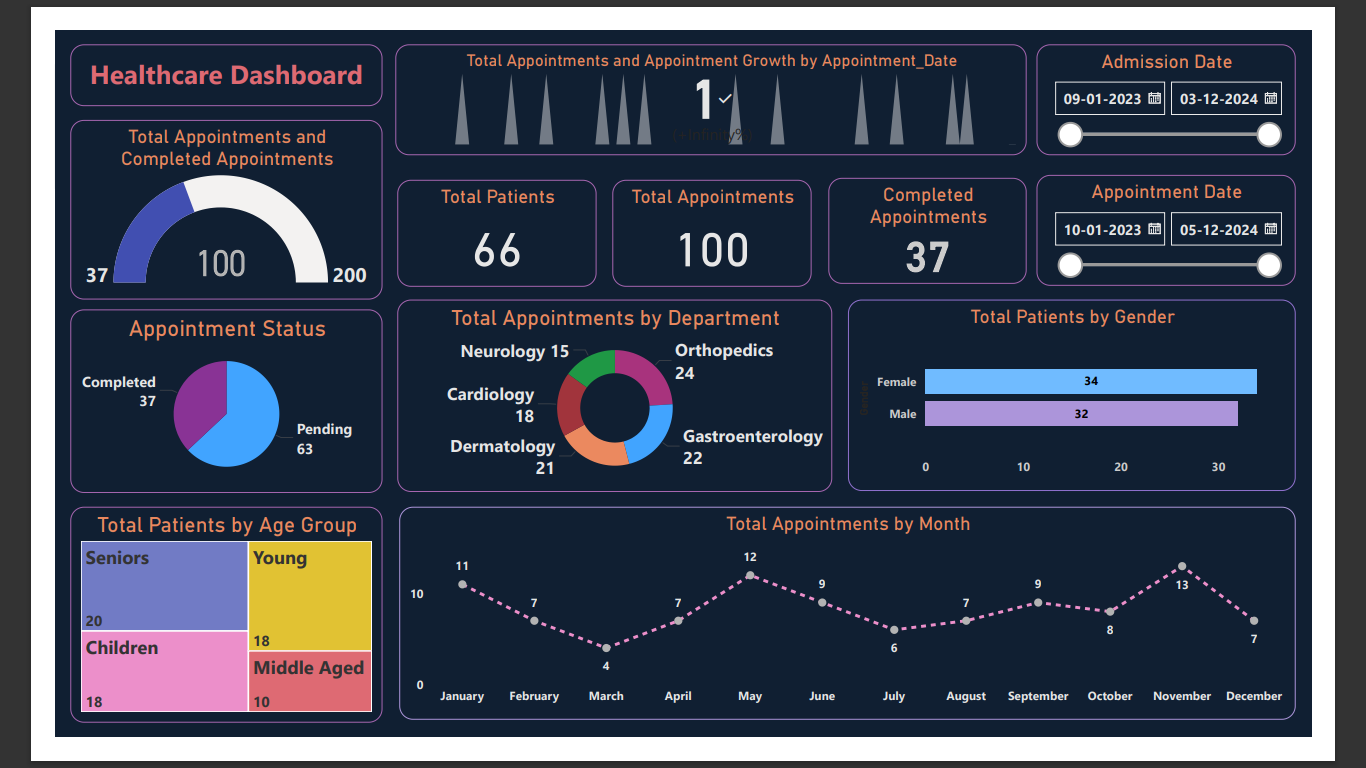 Healthcare Dashboard
Total Appointments and Appointment Growth by Appointment_Date
1
Admission Date
09-01-2023
03-12-2024
Total Appointments and
Completed Appointments
37
100
200
Total Patients
66
Total Appointments
100
Completed
Appointments
37
Appointment Date
10-01-2023
05-12-2024
Appointment Status
Completed
37
Pending
63
Total Appointments by Department
Neurology 15
Orthopedics
24
Cardiology
18
Gastroenterology
22
Dermatology
21
Total Patients by Gender
Gender
Female
34
Male
32
0
10
20
30
Total Patients by Age Group
Seniors
20
Young
18
Children
18
Middle Aged
10
Total Appointments by Month
10
0
11
7
4
7
12
9
6
7
9
8
13
7
January
February
March
April
May
June
July
August
September
October
November
December